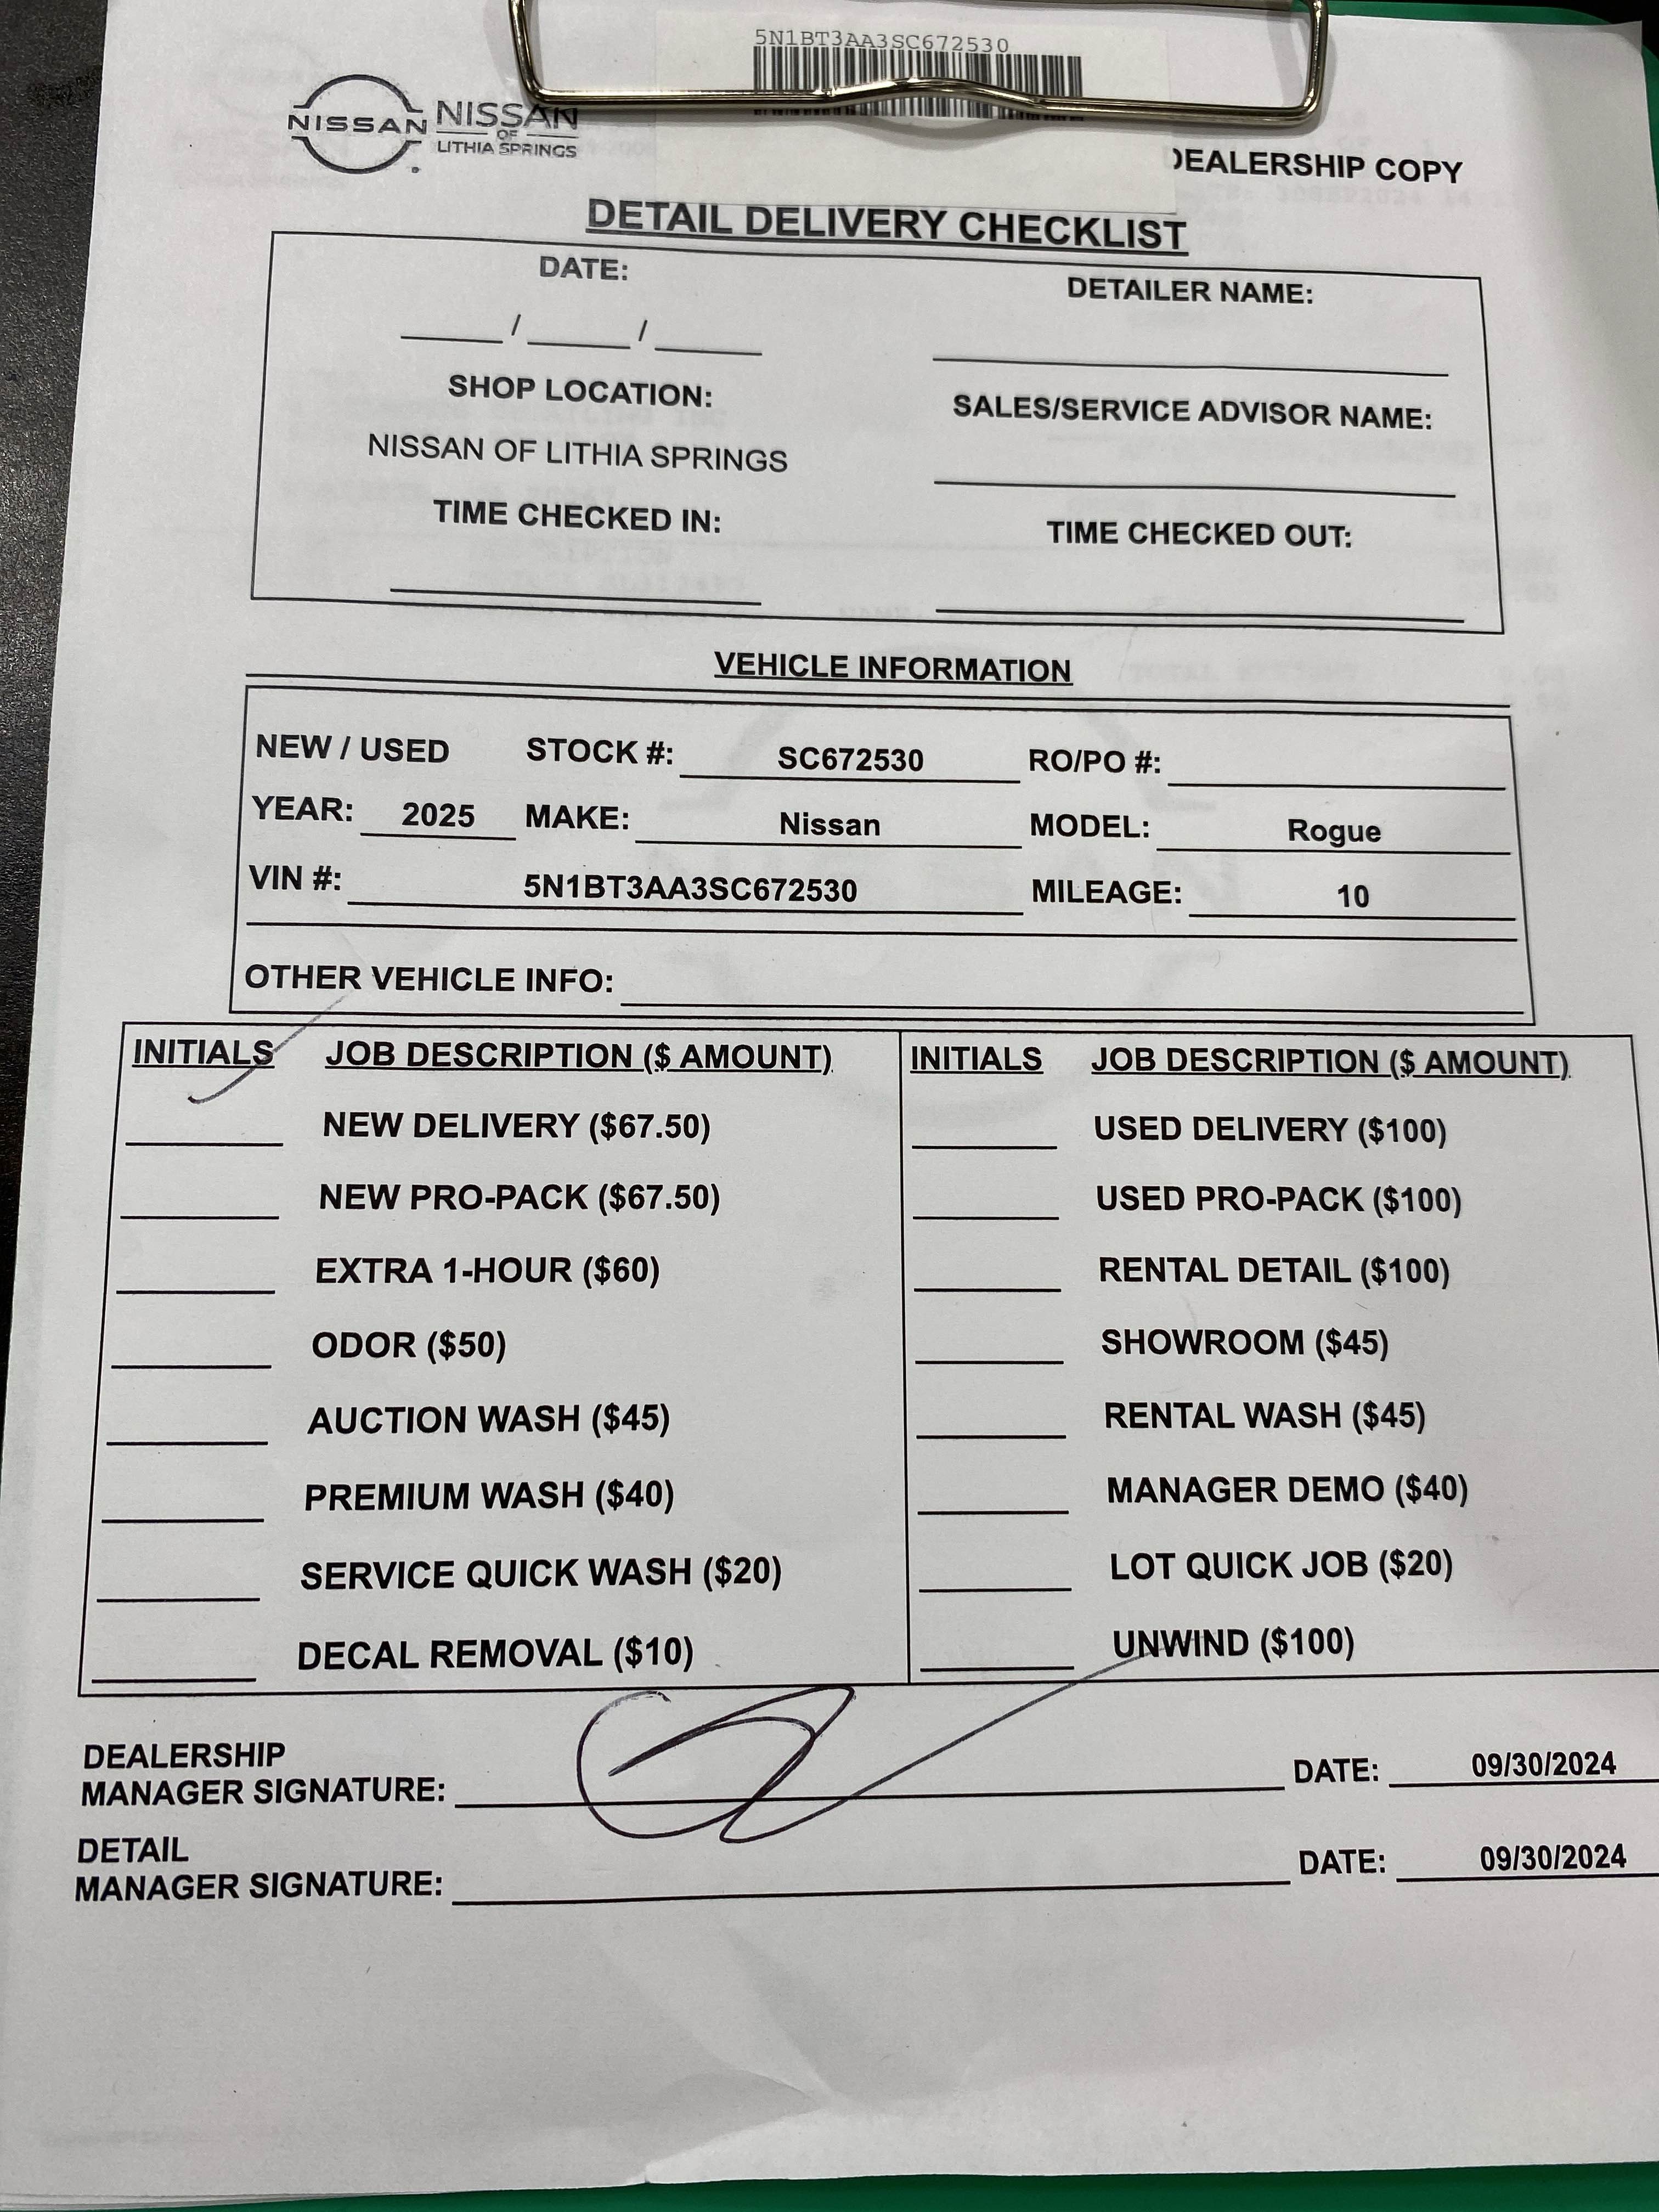 5N1BT3AA3SC672530
NISSAN
NISSAN
OF
LITHIA SPRINGS
DEALERSHIP COPY
DETAIL DELIVERY CHECKLIST
DATE:
DETAILER NAME:
____ / ____ / ____
SHOP LOCATION:
SALES/SERVICE ADVISOR NAME:
NISSAN OF LITHIA SPRINGS
TIME CHECKED IN:
TIME CHECKED OUT:
VEHICLE INFORMATION
NEW / USED STOCK #: SC672530 RO/PO #:
YEAR: 2025 MAKE: Nissan MODEL: Rogue
VIN #: 5N1BT3AA3SC672530 MILEAGE: 10
OTHER VEHICLE INFO:
INITIALS JOB DESCRIPTION ($ AMOUNT) INITIALS JOB DESCRIPTION ($ AMOUNT)
NEW DELIVERY ($67.50) USED DELIVERY ($100)
NEW PRO-PACK ($67.50) USED PRO-PACK ($100)
EXTRA 1-HOUR ($60) RENTAL DETAIL ($100)
ODOR ($50) SHOWROOM ($45)
AUCTION WASH ($45) RENTAL WASH ($45)
PREMIUM WASH ($40) MANAGER DEMO ($40)
SERVICE QUICK WASH ($20) LOT QUICK JOB ($20)
DECAL REMOVAL ($10) UNWIND ($100)
DEALERSHIP
MANAGER SIGNATURE: DATE: 09/30/2024
DETAIL
MANAGER SIGNATURE: DATE: 09/30/2024